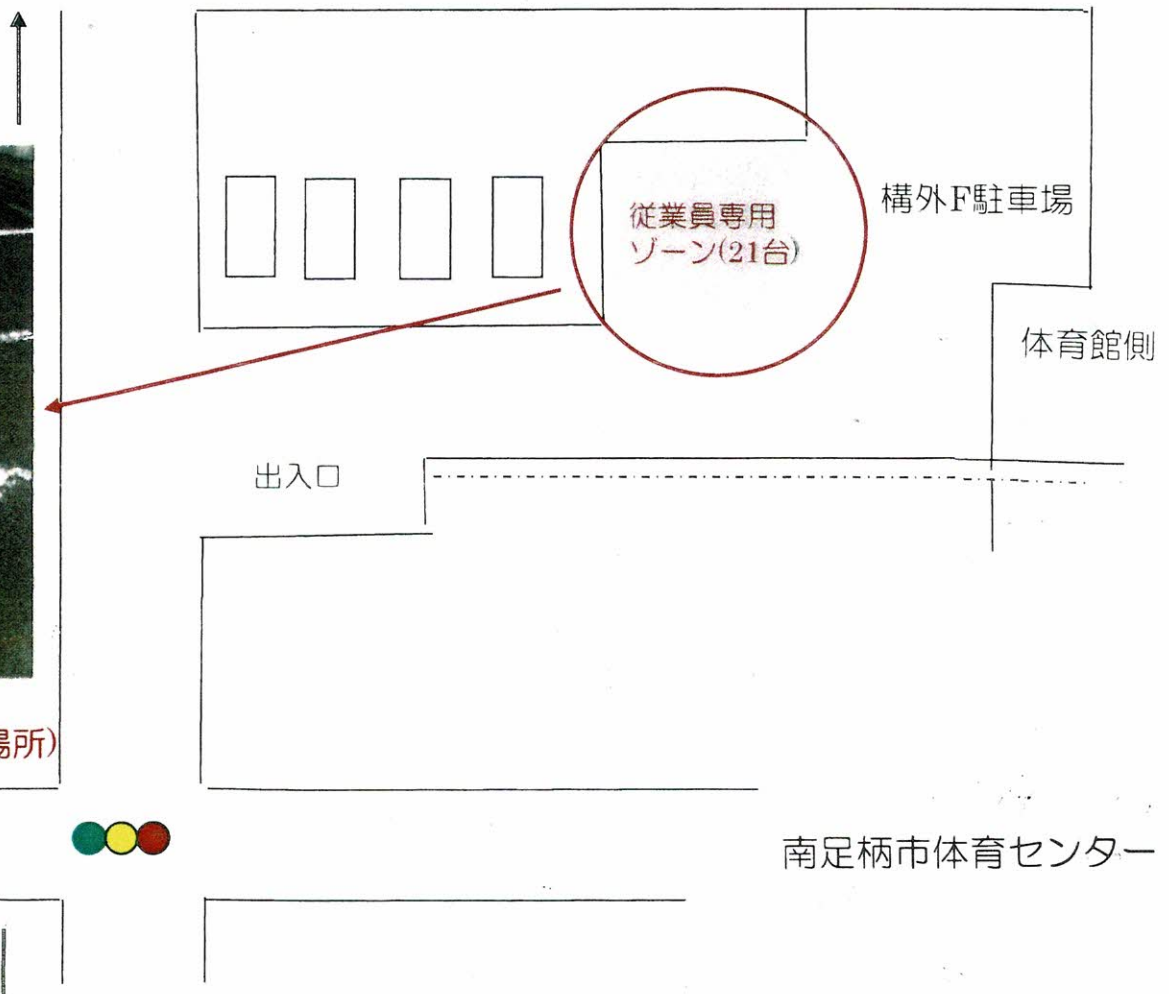 従業員専用
ゾーン(21台)
構外F駐車場
体育館側
出入口
場所)
南足柄市体育センター